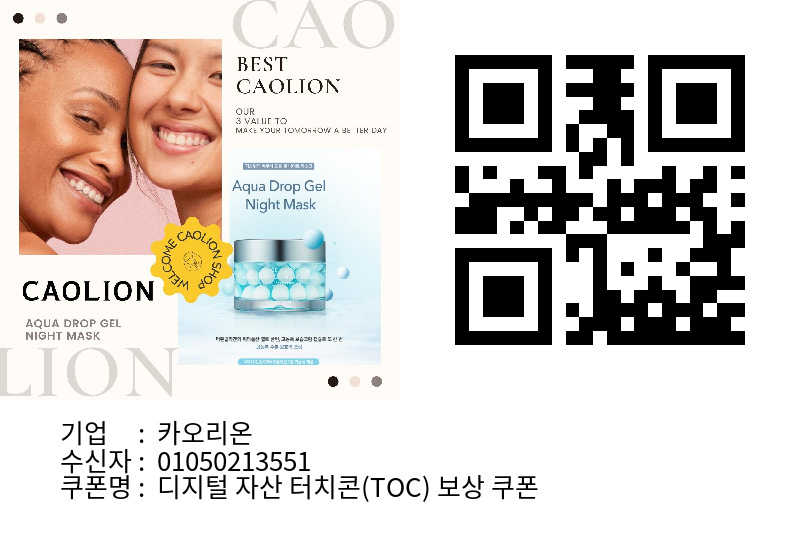 CAO
BEST
CAOLION
OUR
3 VALUE TO
MAKE YOUR TOMORROW A BETTER DAY
Aqua Drop Gel
Night Mask
WELCOME CAOLION SHOP
CAOLION
AQUA DROP GEL
NIGHT MASK
LION
기업 : 카오리온
수신자 : 01050213551
쿠폰명 : 디지털 자산 터치콘(TOC) 보상 쿠폰